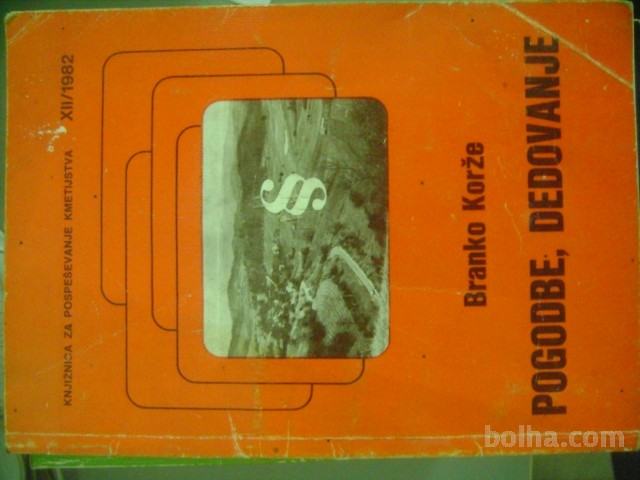 KNJIŽNICA ZA POSPEŠEVANJE KMETIJSTVA XII/1982
§
Branko Korže
POGODBE, DEDOVANJE
bolha.com